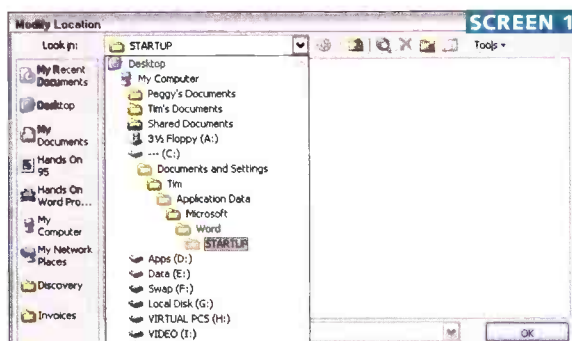 SCREEN 1
Modify Location
Look in:
STARTUP
Tools
My Recent Documents
Desktop
My Documents
Hands On 95
Hands On Word Pro...
My Computer
My Network Places
Discovery
Invoices
Desktop
My Computer
Peggy's Documents
Tim's Documents
Shared Documents
3½ Floppy (A:)
--- (C:)
Documents and Settings
Tim
Application Data
Microsoft
Word
STARTUP
Apps (D:)
Data (E:)
Swap (F:)
Local Disk (G:)
VIRTUAL PCS (H:)
VIDEO (I:)
OK